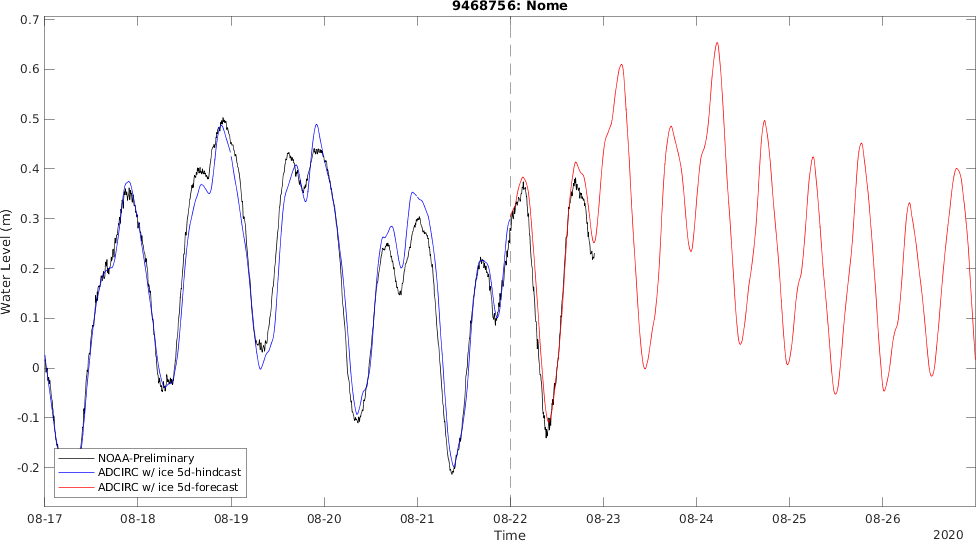 9468756: Nome
0.7
0.6
0.5
0.4
0.3
0.2
0.1
0
-0.1
-0.2
Water Level (m)
NOAA-Preliminary
ADCIRC w/ ice 5d-hindcast
ADCIRC w/ ice 5d-forecast
08-17 08-18 08-19 08-20 08-21 08-22 08-23 08-24 08-25 08-26
Time
2020